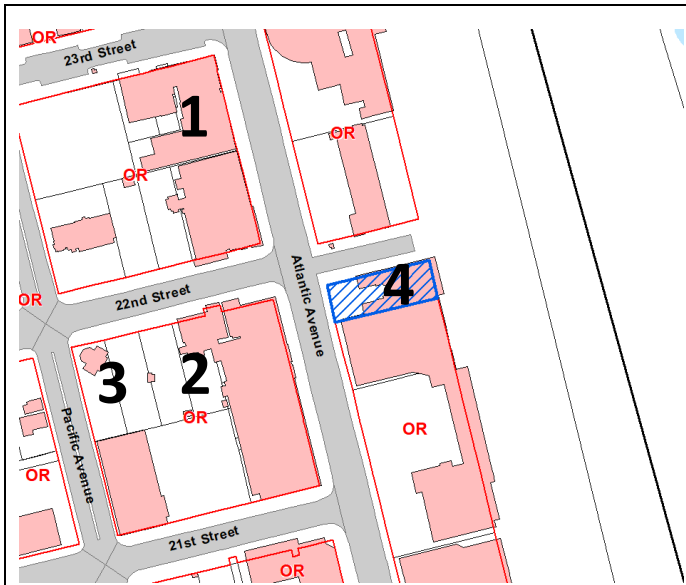 OR
23rd Street
1
OR
OR
Atlantic Avenue
4
OR
22nd Street
3
2
OR
OR
Pacific Avenue
OR
21st Street
OR